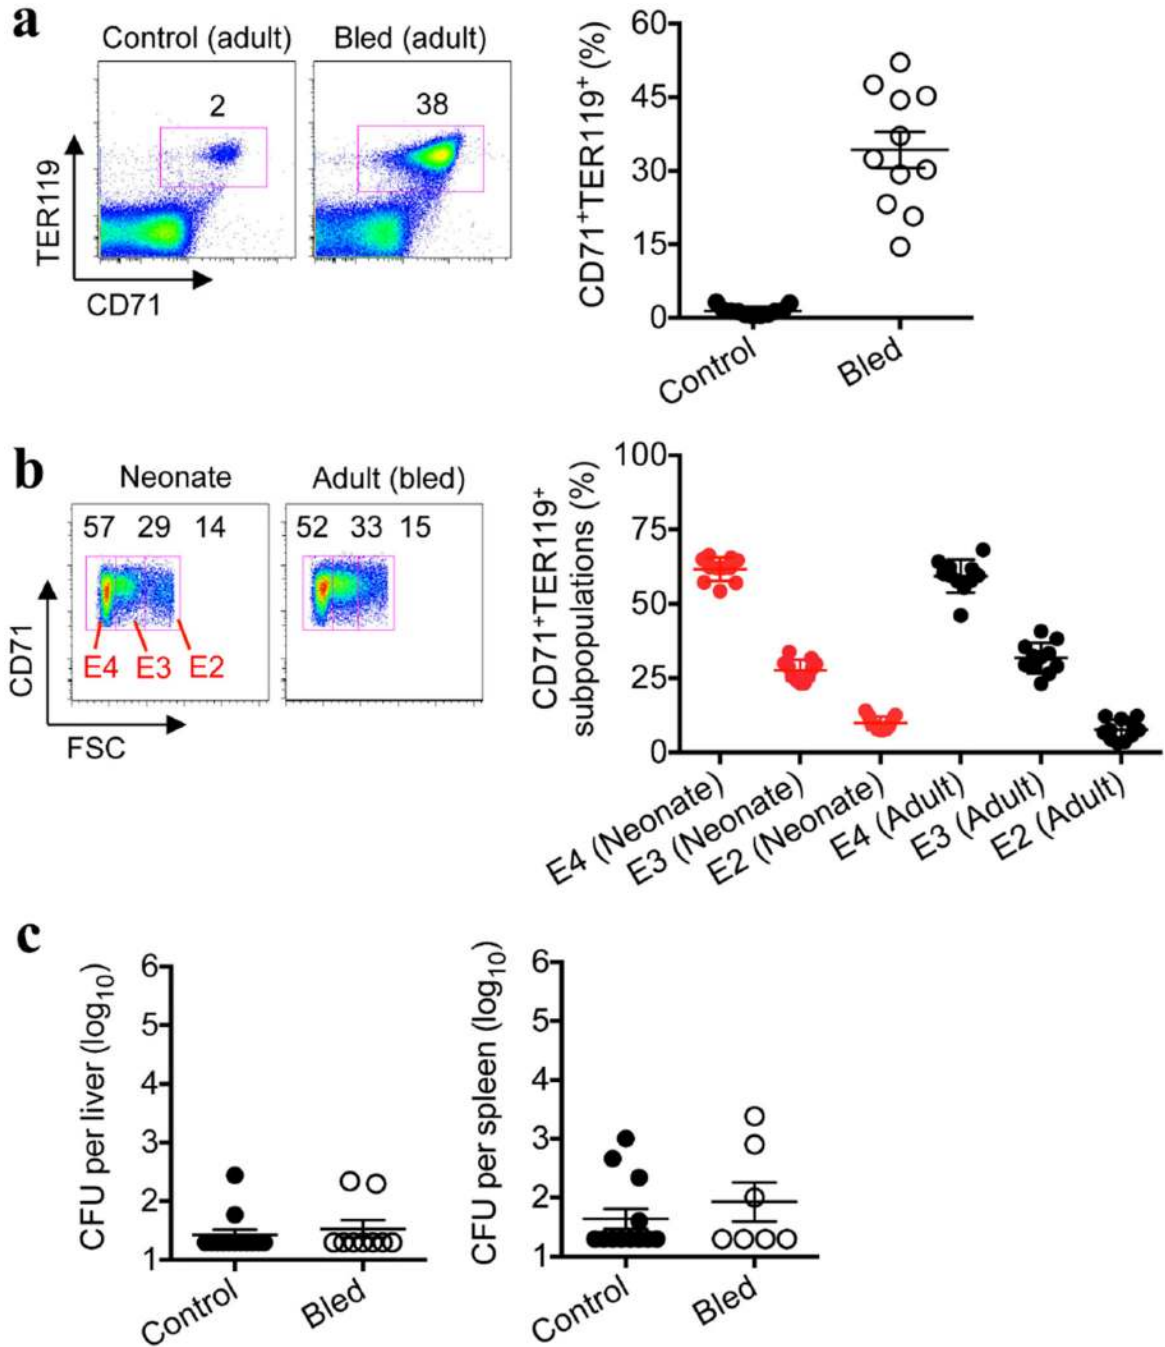 a
Control (adult)
Bled (adult)
2
38
TER119
CD71
CD71+TER119+ (%)
60
45
30
15
0
Control
Bled
b
Neonate
Adult (bled)
57 29 14
52 33 15
E4 E3 E2
CD71
FSC
CD71+TER119+
subpopulations (%)
100
75
50
25
0
E4 (Neonate)
E3 (Neonate)
E2 (Neonate)
E4 (Adult)
E3 (Adult)
E2 (Adult)
c
CFU per liver (log10)
6
5
4
3
2
1
Control
Bled
CFU per spleen (log10)
6
5
4
3
2
1
Control
Bled